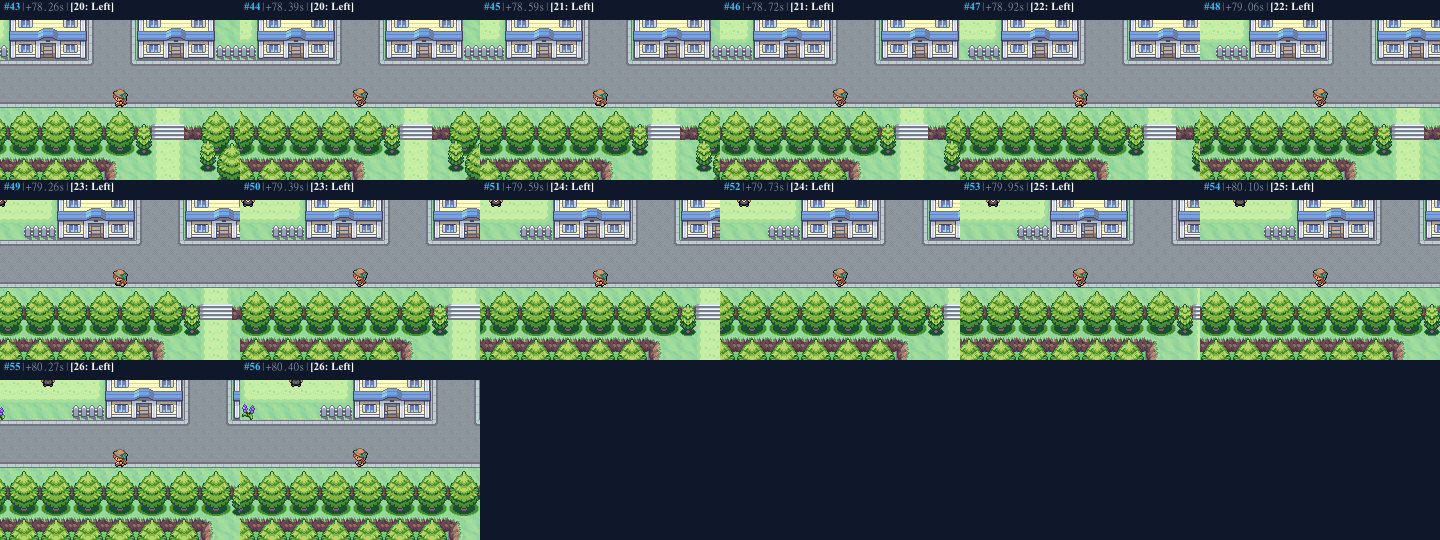 #43 | +78.26s | [20: Left]
#44 | +78.39s | [20: Left]
#45 | +78.59s | [21: Left]
#46 | +78.72s | [21: Left]
#47 | +78.92s | [22: Left]
#48 | +79.06s | [22: Left]
#49 | +79.26s | [23: Left]
#50 | +79.39s | [23: Left]
#51 | +79.59s | [24: Left]
#52 | +79.73s | [24: Left]
#53 | +79.95s | [25: Left]
#54 | +80.10s | [25: Left]
#55 | +80.27s | [26: Left]
#56 | +80.40s | [26: Left]